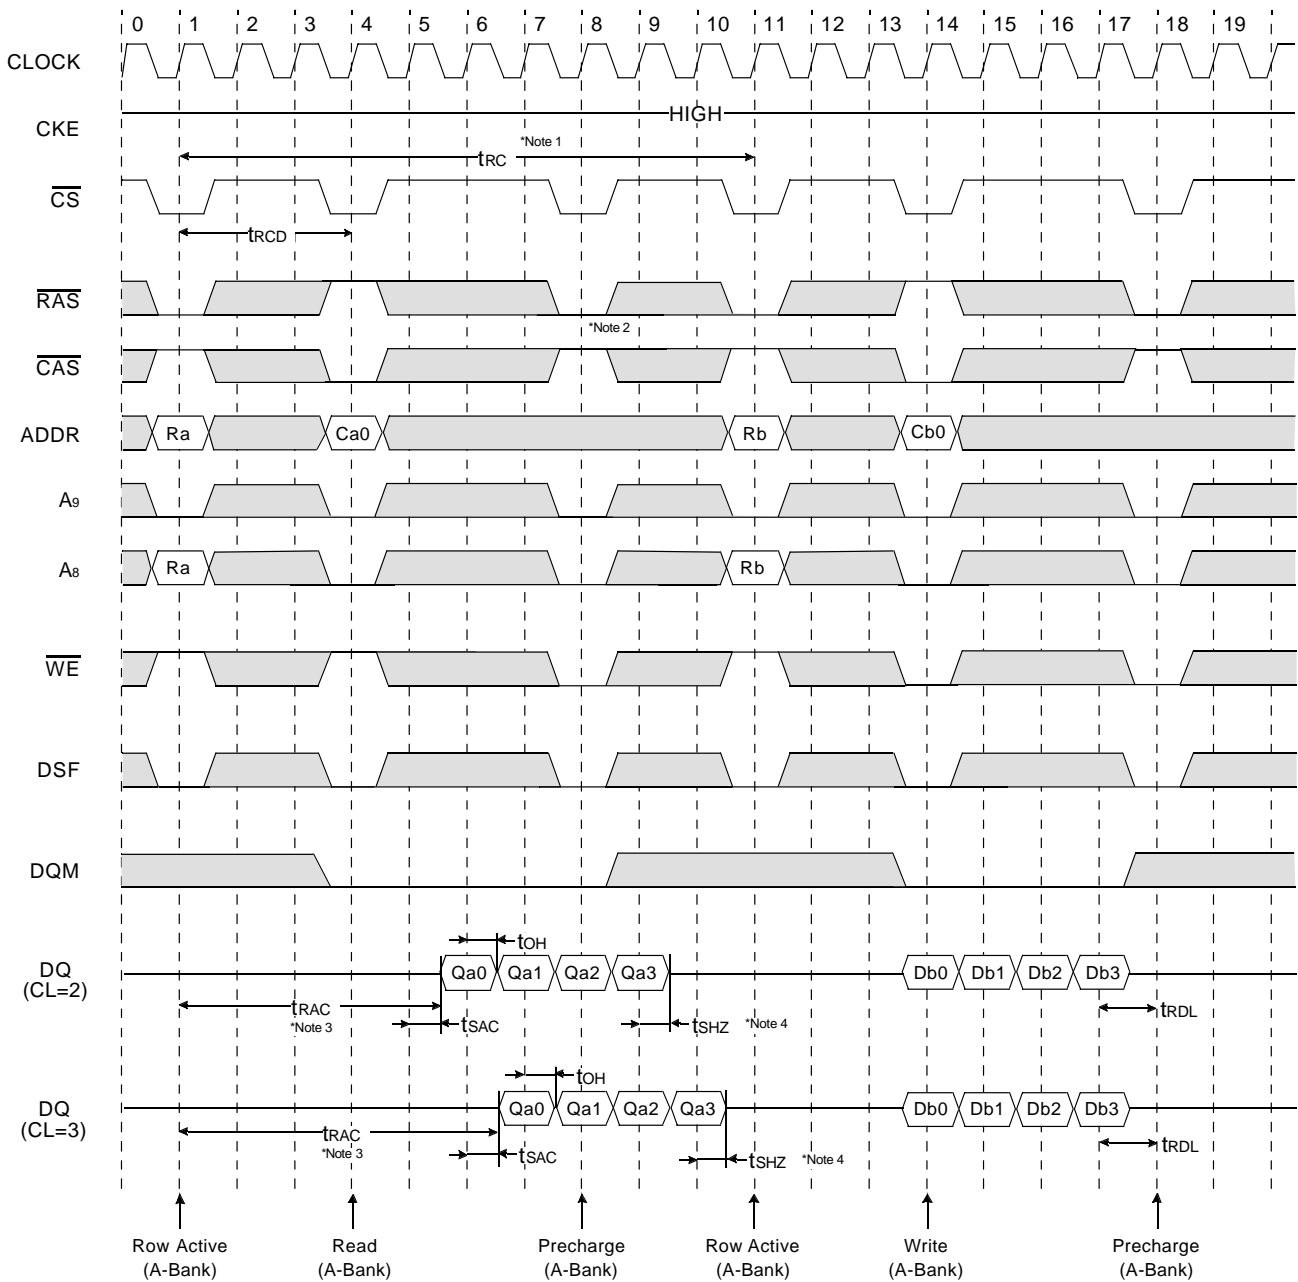 0 1 2 3 4 5 6 7 8 9 10 11 12 13 14 15 16 17 18 19
CLOCK
HIGH
CKE
*Note 1
tRC
CS
tRCD
RAS
*Note 2
CAS
ADDR Ra Ca0 Rb Cb0
A9
A8 Ra Rb
WE
DSF
DQM
tOH
DQ
(CL=2)
Qa0 Qa1 Qa2 Qa3 Db0 Db1 Db2 Db3
tRAC
*Note 3
tSAC
tSHZ *Note 4
tRDL
tOH
DQ
(CL=3)
Qa0 Qa1 Qa2 Qa3 Db0 Db1 Db2 Db3
tRAC
*Note 3
tSAC
tSHZ *Note 4
tRDL
Row Active
(A-Bank)
Read
(A-Bank)
Precharge
(A-Bank)
Row Active
(A-Bank)
Write
(A-Bank)
Precharge
(A-Bank)